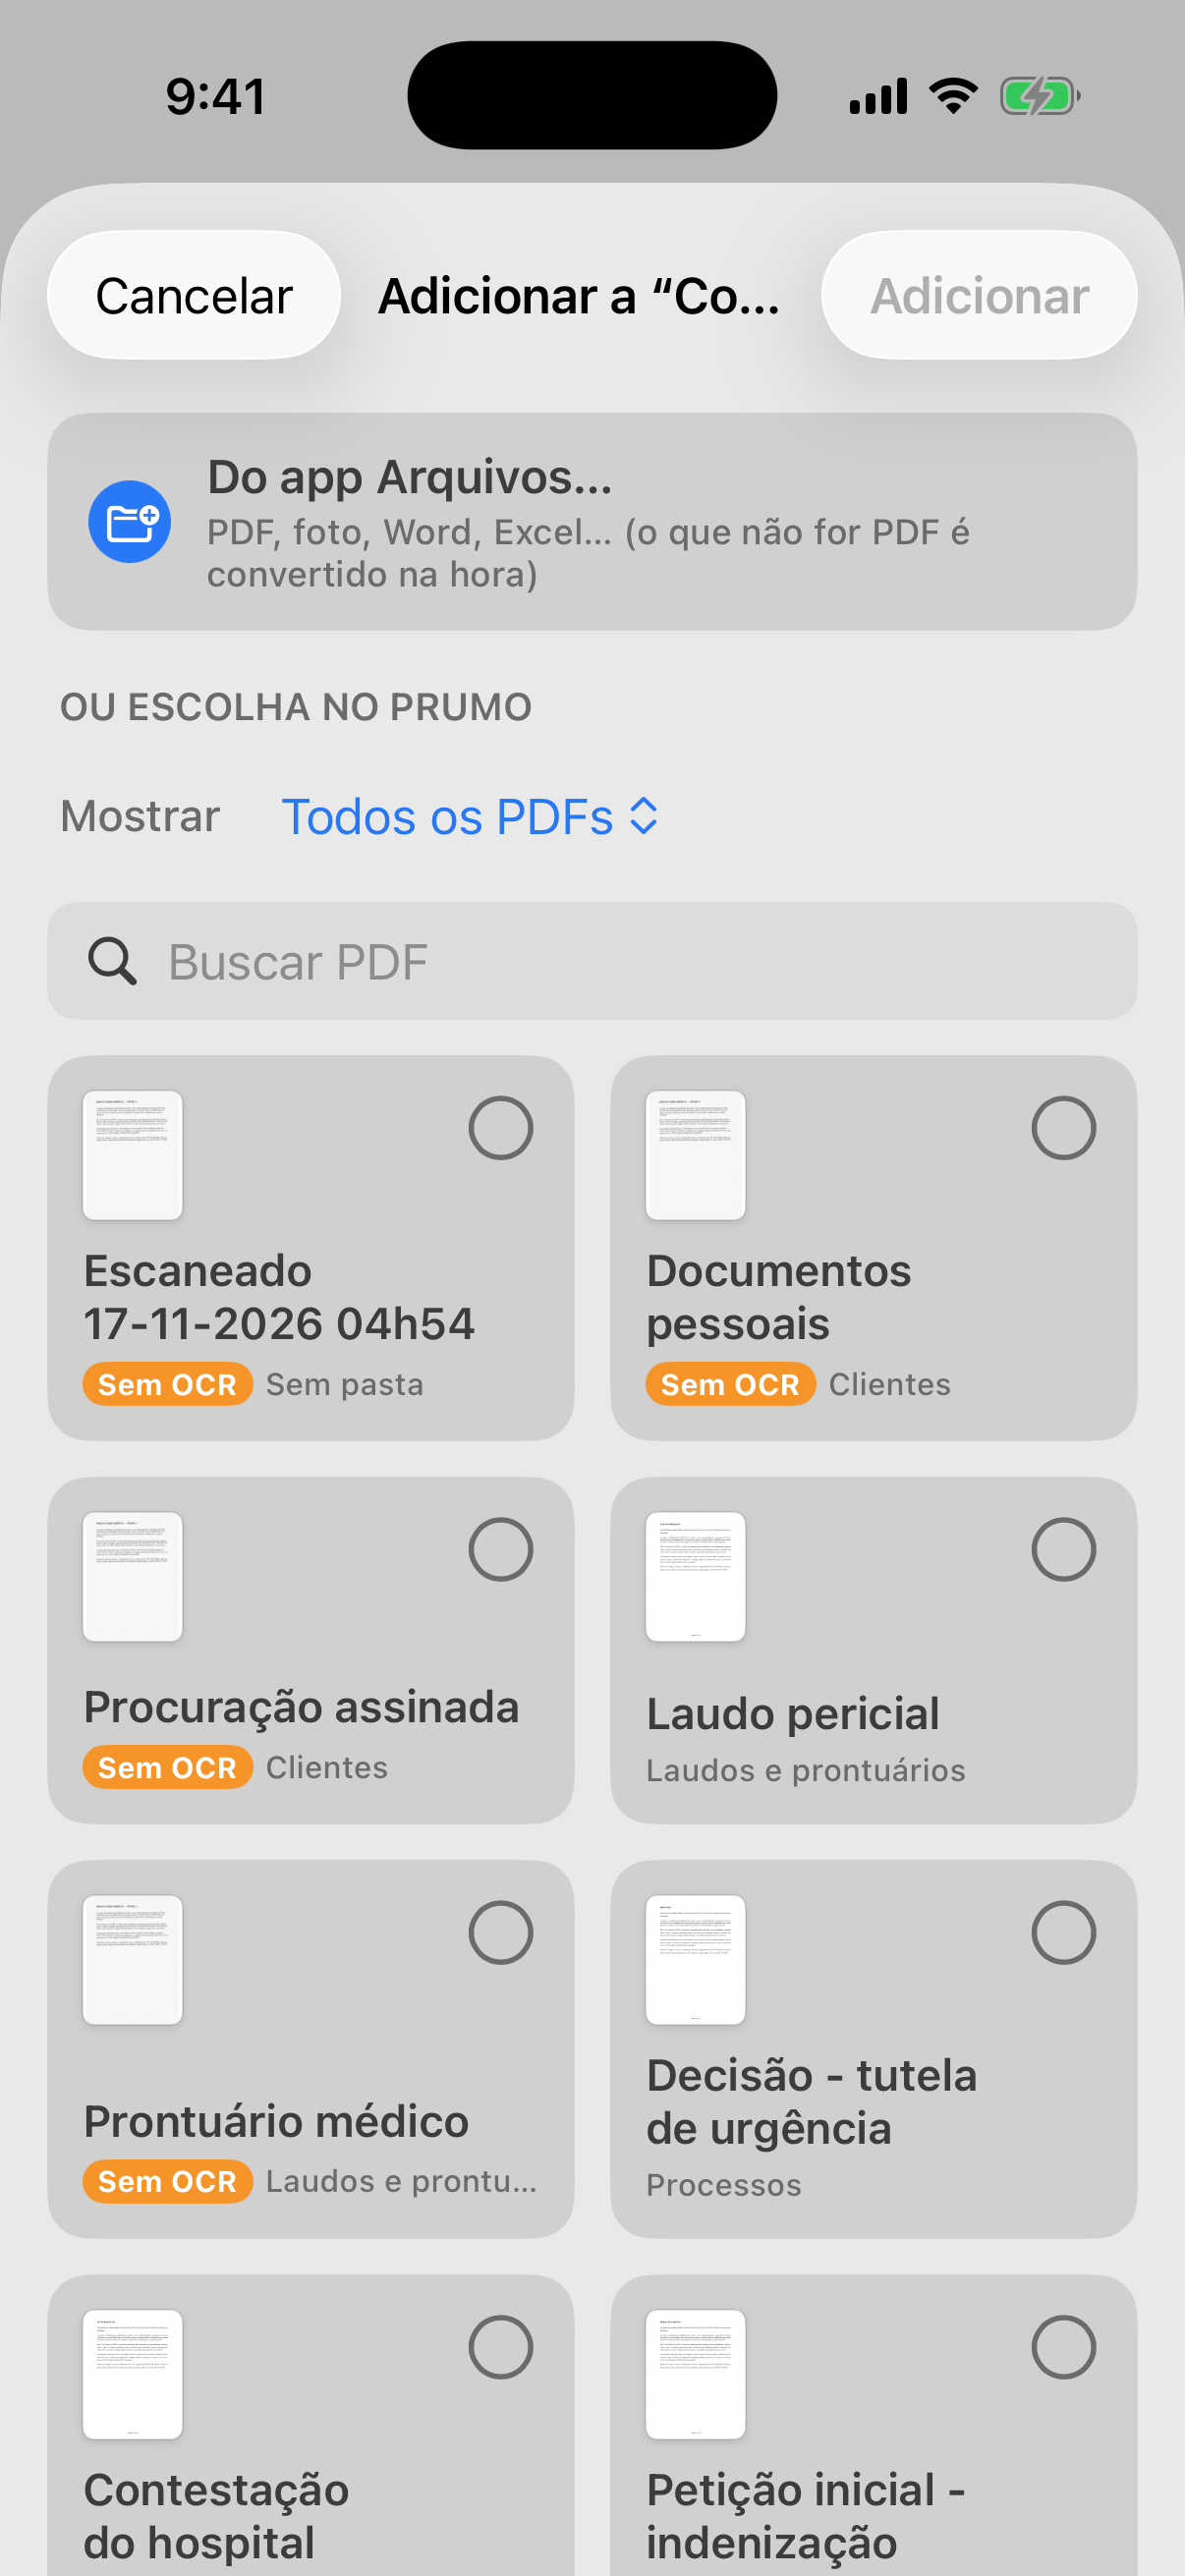 9:41
Cancelar
Adicionar a “Co...
Adicionar
Do app Arquivos...
PDF, foto, Word, Excel... (o que não for PDF é
convertido na hora)
OU ESCOLHA NO PRUMO
Mostrar
Todos os PDFs
Buscar PDF
Escaneado
17-11-2026 04h54
Sem OCR
Sem pasta
Documentos
pessoais
Sem OCR
Clientes
Procuração assinada
Sem OCR
Clientes
Laudo pericial
Laudos e prontuários
Prontuário médico
Sem OCR
Laudos e prontu...
Decisão - tutela
de urgência
Processos
Contestação
do hospital
Petição inicial -
indenização